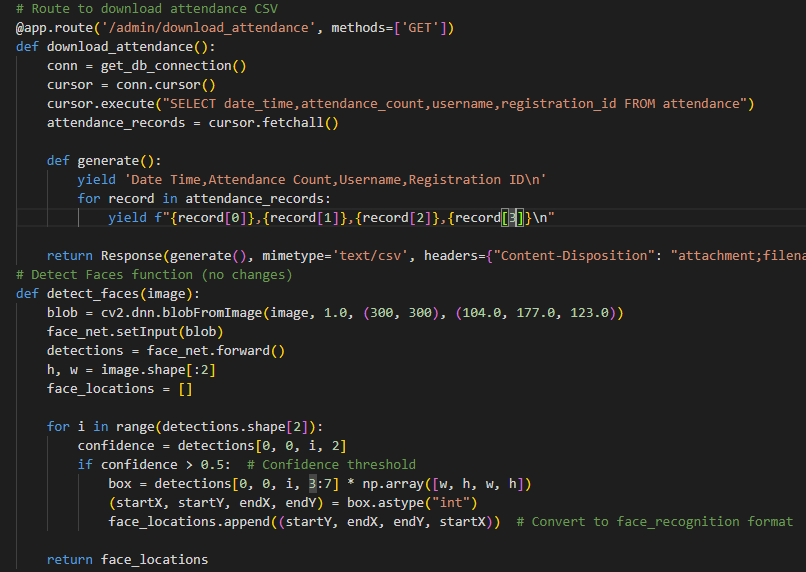 # Route to download attendance CSV
@app.route('/admin/download_attendance', methods=['GET'])
def download_attendance():
    conn = get_db_connection()
    cursor = conn.cursor()
    cursor.execute("SELECT date_time,attendance_count,username,registration_id FROM attendance")
    attendance_records = cursor.fetchall()

    def generate():
        yield 'Date Time,Attendance Count,Username,Registration ID\n'
        for record in attendance_records:
            yield f"{record[0]},{record[1]},{record[2]},{record[3]}\n"

    return Response(generate(), mimetype='text/csv', headers={"Content-Disposition": "attachment;filena
# Detect Faces function (no changes)
def detect_faces(image):
    blob = cv2.dnn.blobFromImage(image, 1.0, (300, 300), (104.0, 177.0, 123.0))
    face_net.setInput(blob)
    detections = face_net.forward()
    h, w = image.shape[:2]
    face_locations = []

    for i in range(detections.shape[2]):
        confidence = detections[0, 0, i, 2]
        if confidence > 0.5:  # Confidence threshold
            box = detections[0, 0, i, 3:7] * np.array([w, h, w, h])
            (startX, startY, endX, endY) = box.astype("int")
            face_locations.append((startY, endX, endY, startX))  # Convert to face_recognition format

    return face_locations